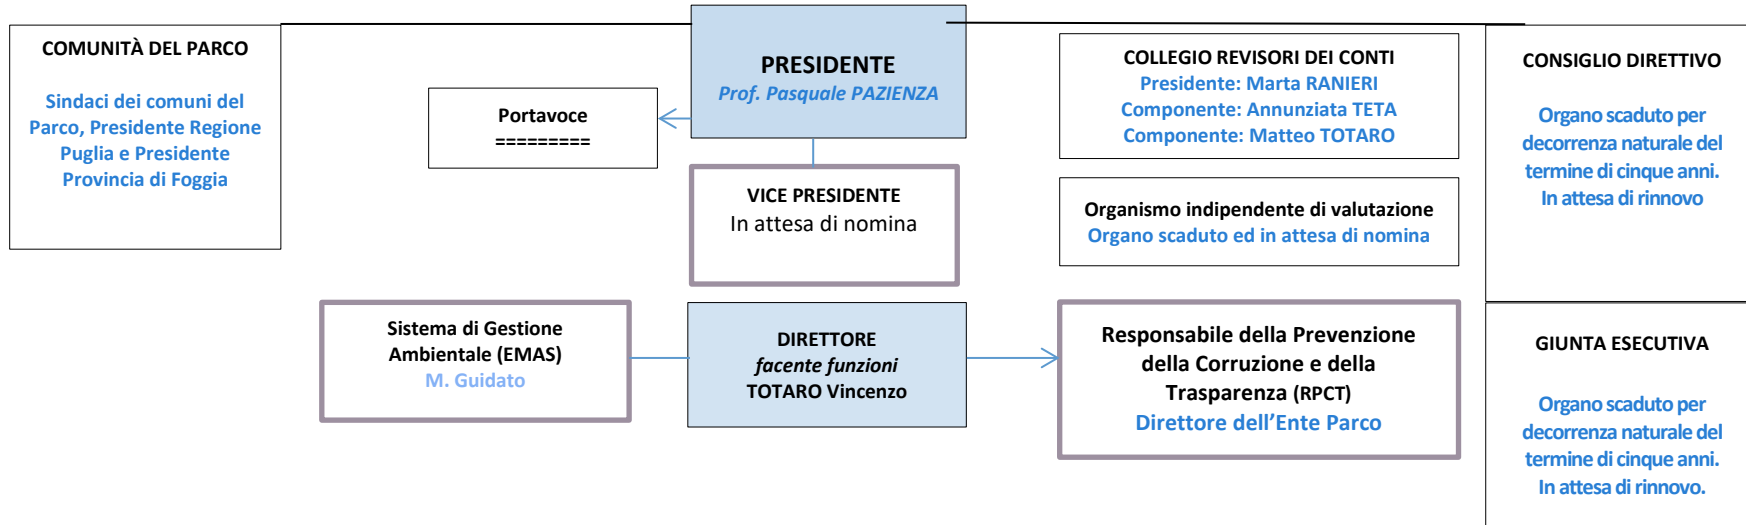 COMUNITÀ DEL PARCO
Sindaci dei comuni del
Parco, Presidente Regione
Puglia e Presidente
Provincia di Foggia
Portavoce
=========
PRESIDENTE
Prof. Pasquale PAZIENZA
VICE PRESIDENTE
In attesa di nomina
COLLEGIO REVISORI DEI CONTI
Presidente: Marta RANIERI
Componente: Annunziata TETA
Componente: Matteo TOTARO
Organismo indipendente di valutazione
Organo scaduto ed in attesa di nomina
CONSIGLIO DIRETTIVO
Organo scaduto per
decorrenza naturale del
termine di cinque anni.
In attesa di rinnovo
Sistema di Gestione
Ambientale (EMAS)
M. Guidato
DIRETTORE
facente funzioni
TOTARO Vincenzo
Responsabile della Prevenzione
della Corruzione e della
Trasparenza (RPCT)
Direttore dell'Ente Parco
GIUNTA ESECUTIVA
Organo scaduto per
decorrenza naturale del
termine di cinque anni.
In attesa di rinnovo.